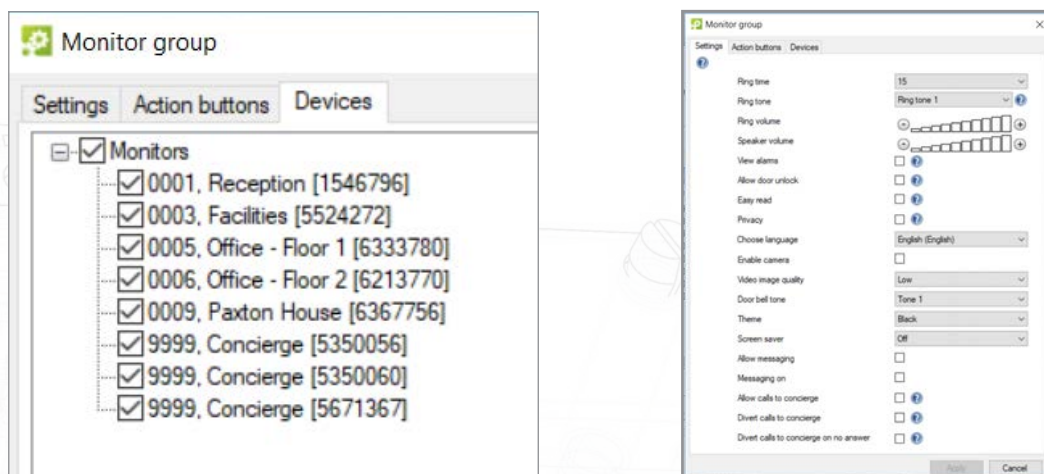 Monitor group
Settings Action buttons Devices
Monitors
0001, Reception [1546796]
0003, Facilities [5524272]
0005, Office - Floor 1 [6333780]
0006, Office - Floor 2 [6213770]
0009, Paxton House [6367756]
9999, Concierge [5350056]
9999, Concierge [5350060]
9999, Concierge [5671367]
Monitor group
Settings Action buttons Devices
Ring time 15
Ring tone Ring tone 1
Ring volume
Speaker volume
View alarms
Allow door unlock
Easy read
Privacy
Choose language English (English)
Enable camera
Video image quality Low
Door bell tone Tone 1
Theme Black
Screen saver Off
Allow messaging
Messaging on
Allow calls to concierge
Divert calls to concierge
Divert calls to concierge on no answer
Apply Cancel